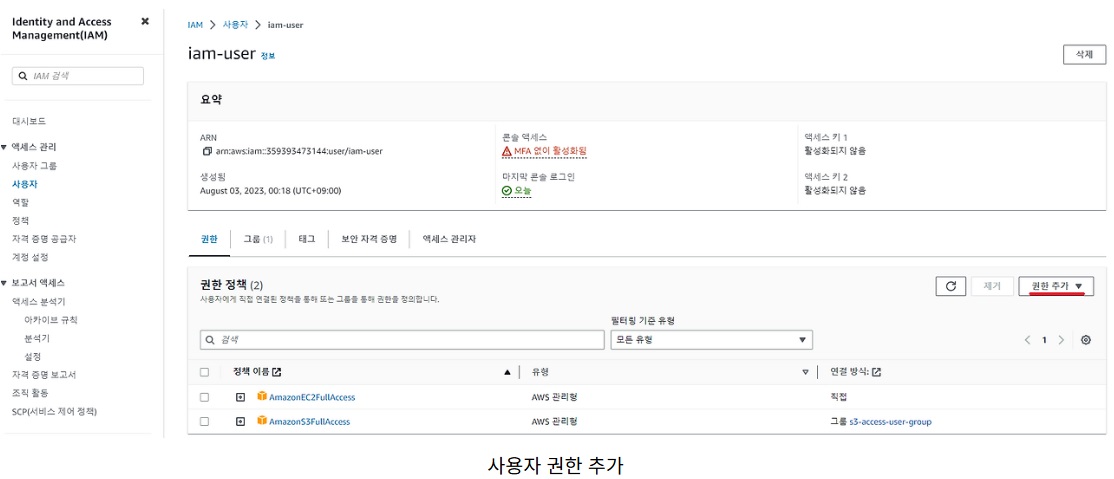 Identity and Access
Management(IAM)
IAM 검색
대시보드
액세스 관리
사용자 그룹
사용자
역할
정책
자격 증명 공급자
계정 설정
보고서 액세스
액세스 분석기
아카이브 규칙
분석기
설정
자격 증명 보고서
조직 활동
SCP(서비스 제어 정책)
IAM > 사용자 > iam-user
iam-user 정보
삭제
요약
ARN
arn:aws:iam::359393473144:user/iam-user
생성됨
August 03, 2023, 00:18 (UTC+09:00)
콘솔 액세스
MFA 없이 활성화됨
마지막 콘솔 로그인
오늘
액세스 키 1
활성화되지 않음
액세스 키 2
활성화되지 않음
권한
그룹 (1)
태그
보안 자격 증명
액세스 관리자
권한 정책 (2)
사용자에게 직접 연결된 정책을 통해 또는 그룹을 통해 권한을 정의합니다.
제거
권한 추가
필터링 기준 유형
검색
모든 유형
1
정책 이름 유형 연결 방식:
AmazonEC2FullAccess AWS 관리형 직접
AmazonS3FullAccess AWS 관리형 그룹 s3-access-user-group
사용자 권한 추가